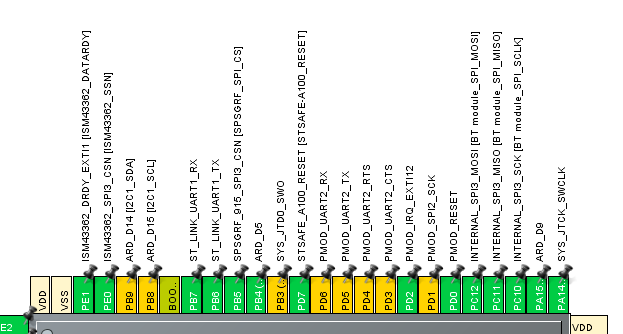 ISM43362_DRDY_EXTI1 [ISM43362_DATARDY]
ISM43362_SPI3_CSN [ISM43362_SSN]
ARD_D14 [I2C1_SDA]
ARD_D15 [I2C1_SCL]
ST_LINK_UART1_RX
ST_LINK_UART1_TX
SPSGRF_915_SPI3_CSN [SPSGRF_SPI_CS]
ARD_D5
SYS_JTDO_SWO
STSAFE_A100_RESET [STSAFE-A100_RESET]
PMOD_UART2_RX
PMOD_UART2_TX
PMOD_UART2_RTS
PMOD_UART2_CTS
PMOD_IRQ_EXTI12
PMOD_SPI2_SCK
PMOD_RESET
INTERNAL_SPI3_MOSI [BT module_SPI_MOSI]
INTERNAL_SPI3_MISO [BT module_SPI_MISO]
INTERNAL_SPI3_SCK [BT module_SPI_SCLK]
ARD_D9
SYS_JTCK_SWCLK
VDD
VSS
PE1
PE0
PB9
PB8
BOO...
PB7
PB6
PB5
PB4 (...
PB3 (...
PD7
PD6
PD5
PD4
PD3
PD2
PD1
PD0
PC12
PC11
PC10
PA15...
PA14...
E2
VDD